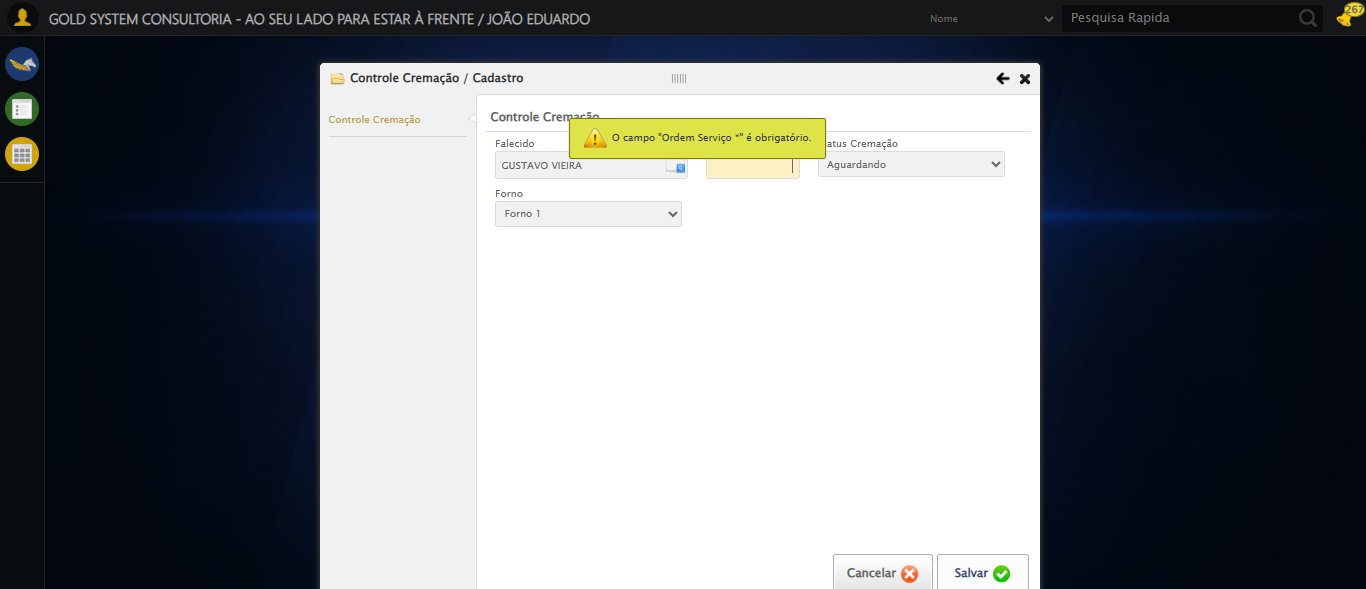 GOLD SYSTEM CONSULTORIA - AO SEU LADO PARA ESTAR À FRENTE / JOÃO EDUARDO
Nome
Pesquisa Rapida
267
Controle Cremação / Cadastro
Controle Cremação
Controle Cremação
O campo "Ordem Serviço *" é obrigatório.
Falecido
tatus Cremação
GUSTAVO VIEIRA
Aguardando
Forno
Forno 1
Cancelar
Salvar